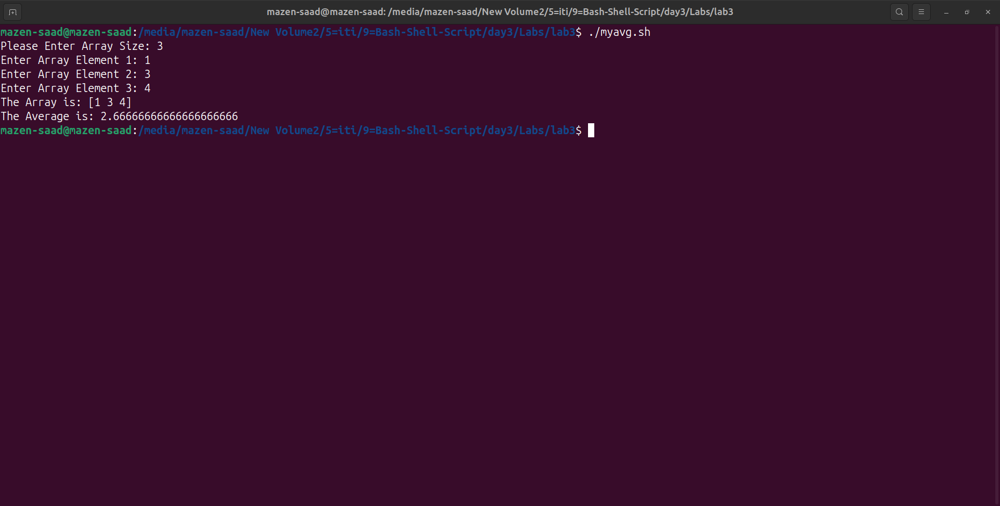 mazen-saad@mazen-saad: /media/mazen-saad/New Volume2/5=iti/9=Bash-Shell-Script/day3/Labs/lab3
mazen-saad@mazen-saad:/media/mazen-saad/New Volume2/5=iti/9=Bash-Shell-Script/day3/Labs/lab3$ ./myavg.sh
Please Enter Array Size: 3
Enter Array Element 1: 1
Enter Array Element 2: 3
Enter Array Element 3: 4
The Array is: [1 3 4]
The Average is: 2.66666666666666666666
mazen-saad@mazen-saad:/media/mazen-saad/New Volume2/5=iti/9=Bash-Shell-Script/day3/Labs/lab3$